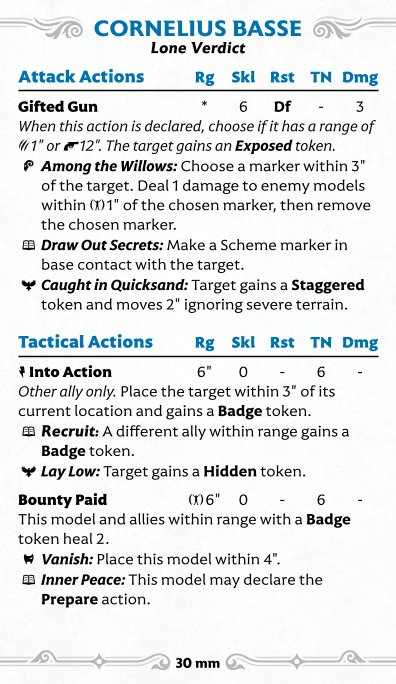 CORNELIUS BASSE
Lone Verdict
Attack Actions Rg Skl Rst TN Dmg
Gifted Gun * 6 Df - 3
When this action is declared, choose if it has a range of
1" or 12". The target gains an Exposed token.
Among the Willows: Choose a marker within 3"
of the target. Deal 1 damage to enemy models
within 1" of the chosen marker, then remove
the chosen marker.
Draw Out Secrets: Make a Scheme marker in
base contact with the target.
Caught in Quicksand: Target gains a Staggered
token and moves 2" ignoring severe terrain.
Tactical Actions Rg Skl Rst TN Dmg
Into Action 6" 0 - 6 -
Other ally only. Place the target within 3" of its
current location and gains a Badge token.
Recruit: A different ally within range gains a
Badge token.
Lay Low: Target gains a Hidden token.
Bounty Paid 6" 0 - 6 -
This model and allies within range with a Badge
token heal 2.
Vanish: Place this model within 4".
Inner Peace: This model may declare the
Prepare action.
30 mm